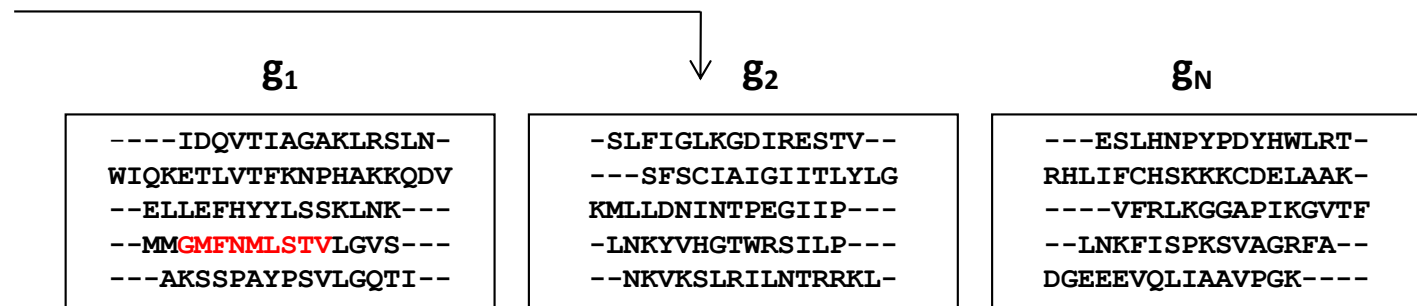 g1 g2 gN
----IDQVTIAGAKLRSLN- -SLFIGLKGDIRESTV-- ---ESLHNPYPDYHWLRT-
WIQKETLVTFKNPHAKKQDV ---SFSCIAIGIITLYLG RHLIFCHSKKKCDELAAK-
--ELLEFHYYLSSKLNK--- KMLLDNINTPEGIIP--- ----VFRLKGGAPIKGVTF
--MMGMFNMLSTVLGVS--- -LNKYVHGTWRSILP--- --LNKFISPKSVAGRFA--
---AKSSPAYPSVLGQTI-- --NKVKSLRILNTRRKL- DGEEEVQLIAAVPGK----